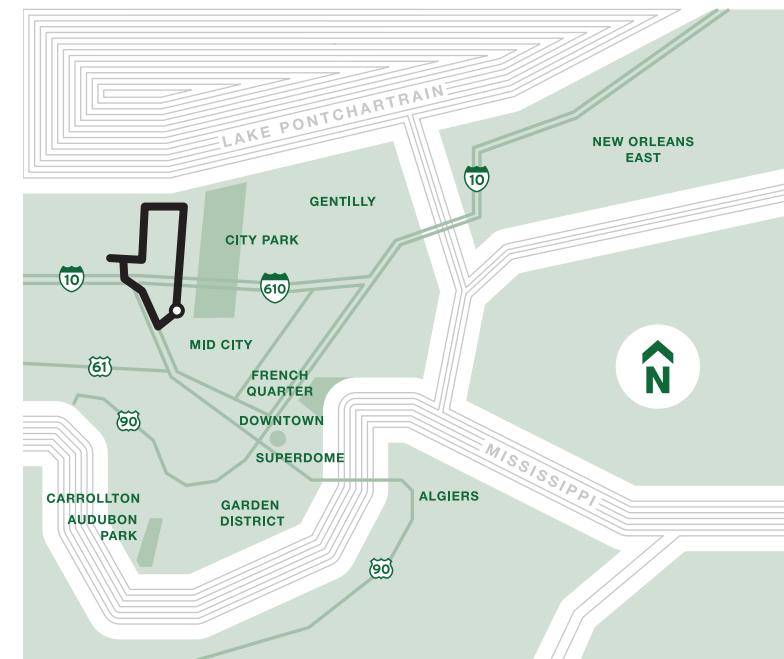 LAKE PONTCHARTRAIN
NEW ORLEANS
EAST
10
GENTILLY
CITY PARK
10
610
MID CITY
61
FRENCH
QUARTER
90
DOWNTOWN
SUPERDOME
N
MISSISSIPPI
CARROLLTON
ALGIERS
AUDUBON
PARK
GARDEN
DISTRICT
90